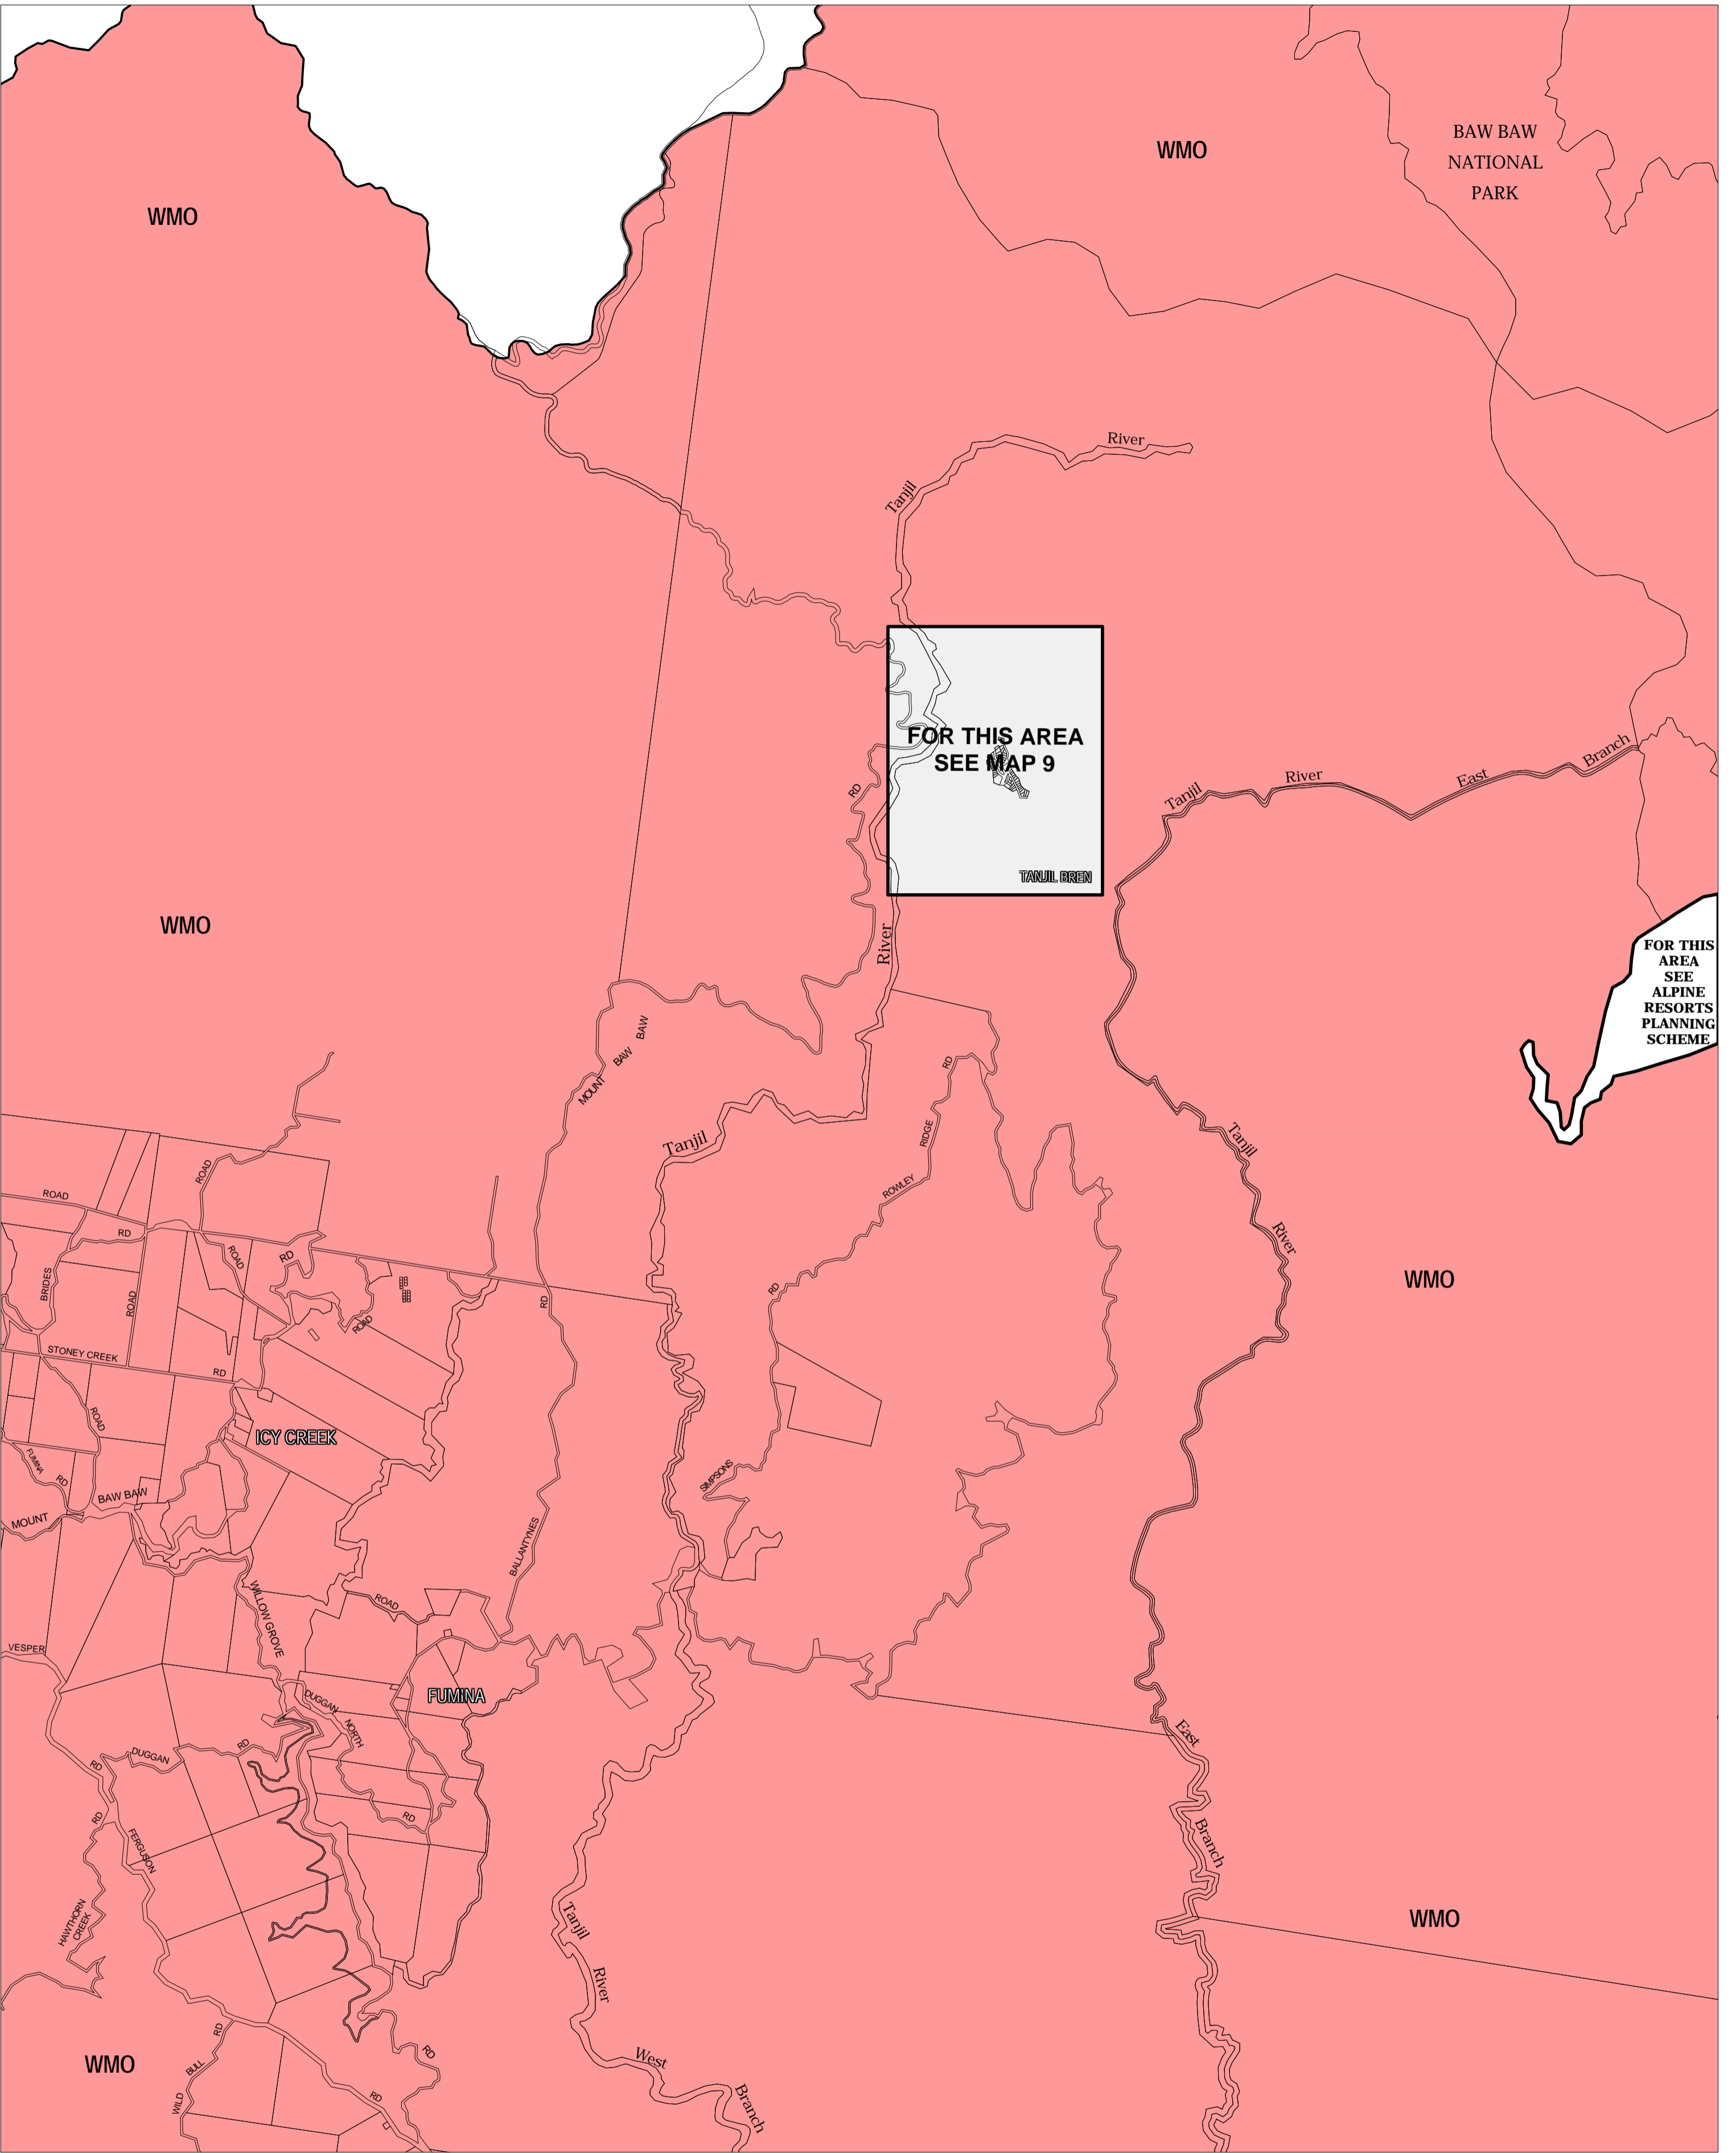 BAW BAW
NATIONAL
PARK
WMO
WMO
River
Tanjil
FOR THIS AREA
SEE MAP 9
TANJIL BREN
RD
Tanjil
River
East
Branch
WMO
River
FOR THIS
AREA
SEE
ALPINE
RESORTS
PLANNING
SCHEME
MOUNT
BAW
BAW
RD
RIDGE
ROWLEY
RD
Tanjil
Tanjil
River
WMO
ROAD
ROAD
RD
ROAD
RD
BRIDES
ROAD
ROAD
RD
STONEY CREEK
RD
ROAD
ICY CREEK
FUMINA
RD
BAW BAW
MOUNT
SIMPSONS
BALLANTYNES
WILLOW GROVE
ROAD
VESPER
FUMINA
DUGGAN
NORTH
RD
DUGGAN
RD
RD
RD
FERGUSON
HAWTHORN
CREEK
East
Branch
Tanjil
River
West
Branch
WMO
WMO
RD
BULL
WILD
RD
RD